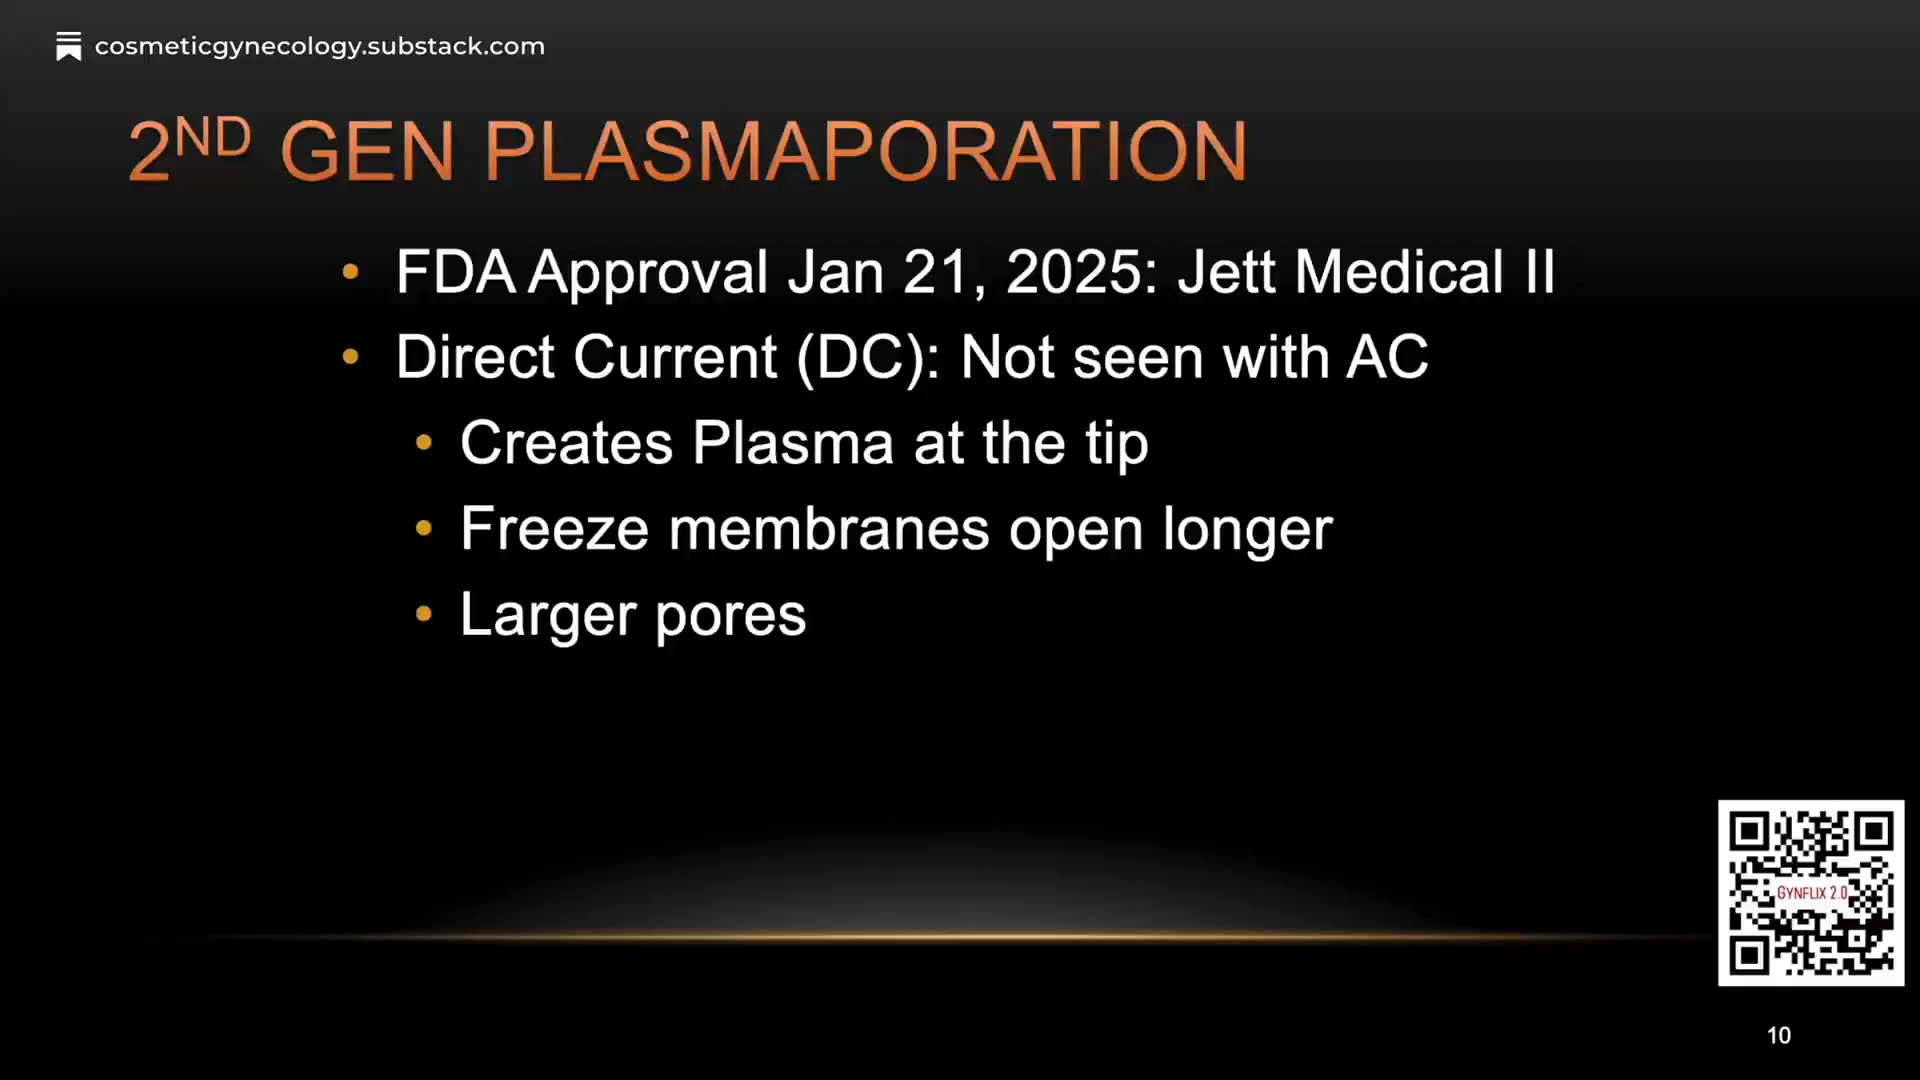 cosmeticgynecology.substack.com
2ND GEN PLASMAPORATION
• FDA Approval Jan 21, 2025: Jett Medical II
• Direct Current (DC): Not seen with AC
• Creates Plasma at the tip
• Freeze membranes open longer
• Larger pores
GYNFLIX 2.0
10